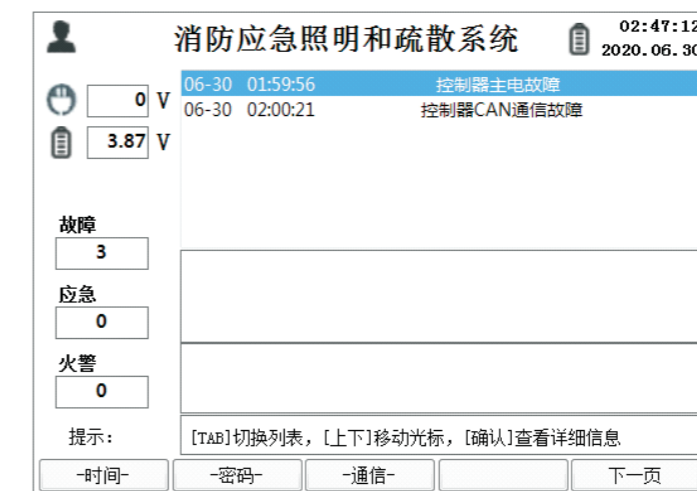 消防应急照明和疏散系统
02:47:12
2020.06.30
0 V
3.87 V
06-30 01:59:56 控制器主电故障
06-30 02:00:21 控制器CAN通信故障
故障
3
应急
0
火警
0
提示:
[TAB]切换列表, [上下]移动光标, [确认]查看详细信息
-时间-
-密码-
-通信-
下一页